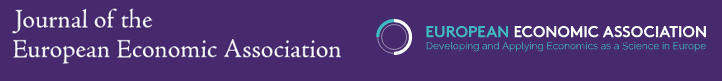 Journal of the
European Economic Association
EUROPEAN ECONOMIC ASSOCIATION
Developing and Applying Economics as a Science in Europe